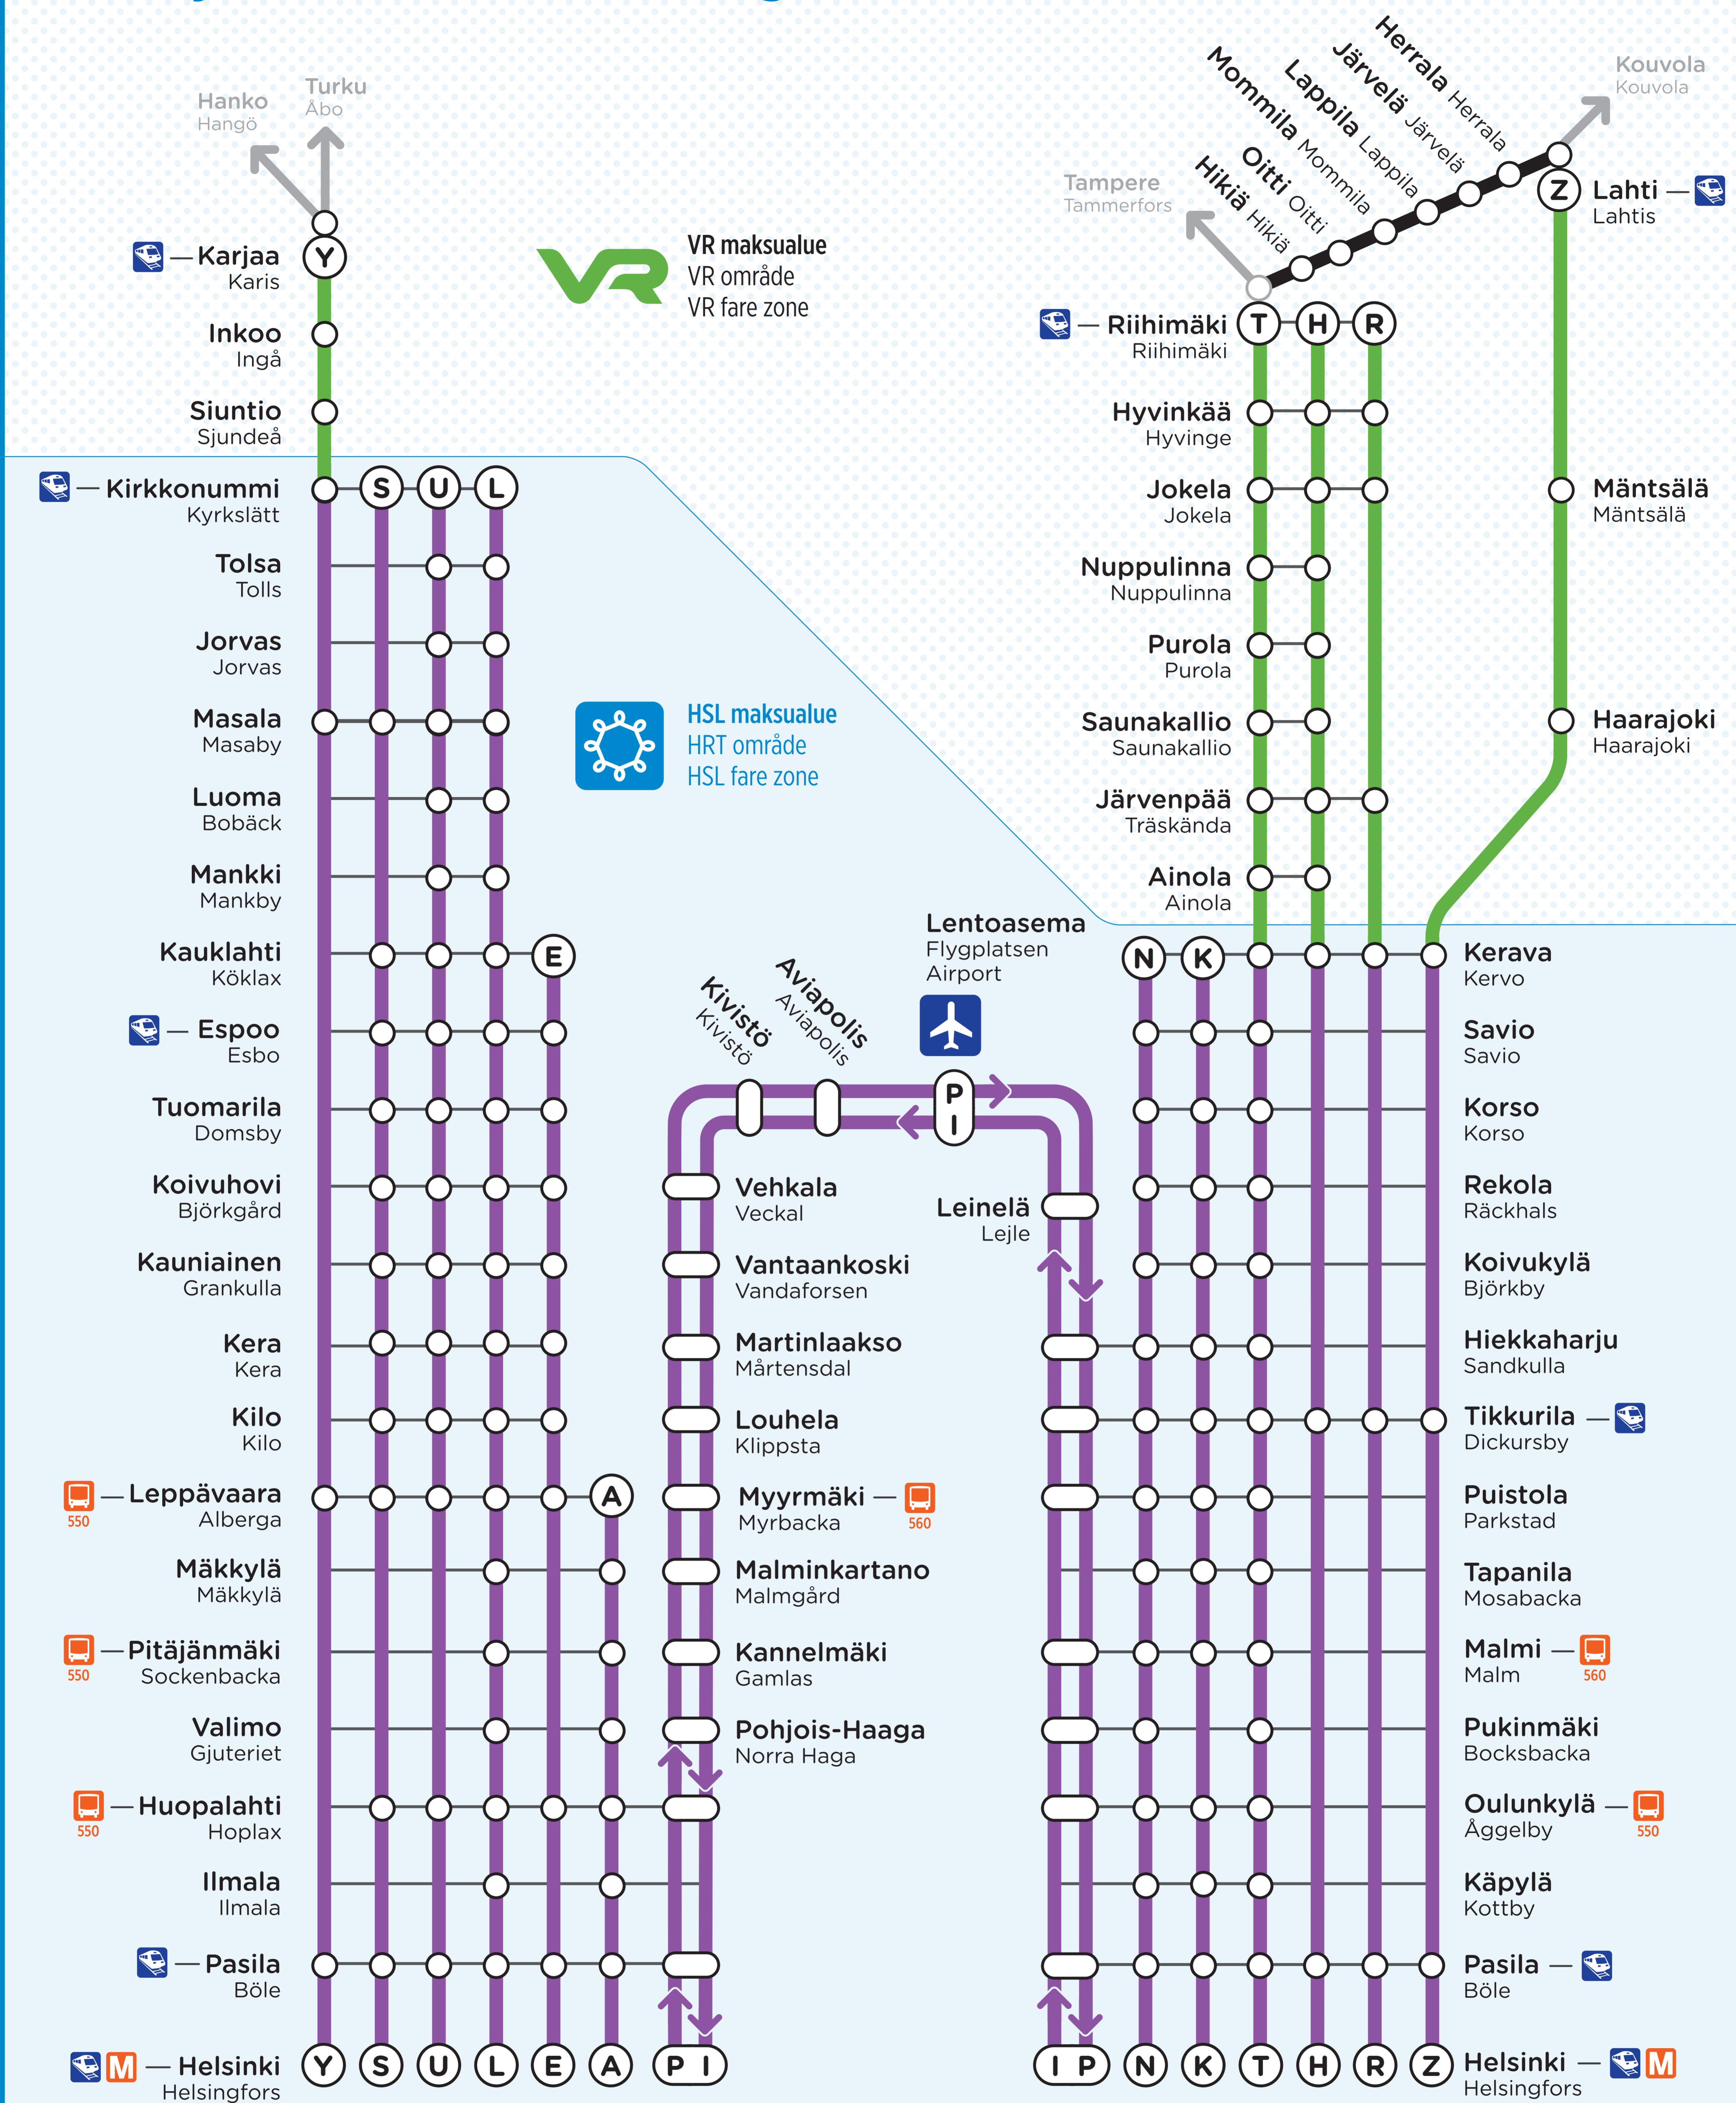 Hanko
Hangö
Turku
Åbo
Karjaa
Karis
Y
Inkoo
Ingå
Siuntio
Sjundeå
VR
VR maksualue
VR område
VR fare zone
Tampere
Tammerfors
Hikiä Hikiä
Oitti Oitti
Mommila Mommila
Lappila Lappila
Järvelä Järvelä
Herrala Herrala
Kouvola
Kouvola
Z
Lahti
Lahtis
Riihimäki
Riihimäki
T H R
Hyvinkää
Hyvinge
Jokela
Jokela
Nuppulinna
Nuppulinna
Purola
Purola
Saunakallio
Saunakallio
Järvenpää
Träskända
Ainola
Ainola
Mäntsälä
Mäntsälä
Haarajoki
Haarajoki
Kirkkonummi
Kyrkslätt
S U L
Tolsa
Tolls
Jorvas
Jorvas
Masala
Masaby
Luoma
Bobäck
Mankki
Mankby
Kauklahti
Köklax
E
Espoo
Esbo
Tuomarila
Domsby
Koivuhovi
Björkgård
Kauniainen
Grankulla
Kera
Kera
Kilo
Kilo
550
Leppävaara
Alberga
A
Mäkkylä
Mäkkylä
550
Pitäjänmäki
Sockenbacka
Valimo
Gjuteriet
550
Huopalahti
Hoplax
Ilmala
Ilmala
Pasila
Böle
M
Helsinki
Helsingfors
Y S U L E A P I
HSL maksualue
HRT område
HSL fare zone
Kivistö
Kivistö
Aviapolis
Aviapolis
Lentoasema
Flygplatsen
Airport
P
I
Vehkala
Veckal
Vantaankoski
Vandaforsen
Martinlaakso
Mårtensdal
Louhela
Klippsta
Myyrmäki
Myrbacka
560
Malminkartano
Malmgård
Kannelmäki
Gamlas
Pohjois-Haaga
Norra Haga
Leinelä
Lejle
N K
Kerava
Kervo
Savio
Savio
Korso
Korso
Rekola
Räckhals
Koivukylä
Björkby
Hiekkaharju
Sandkulla
Tikkurila
Dickursby
Puistola
Parkstad
Tapanila
Mosabacka
Malmi
Malm
560
Pukinmäki
Bocksbacka
Oulunkylä
Åggelby
550
Käpylä
Kottby
Pasila
Böle
I P N K T H R Z
Helsinki
Helsingfors
M